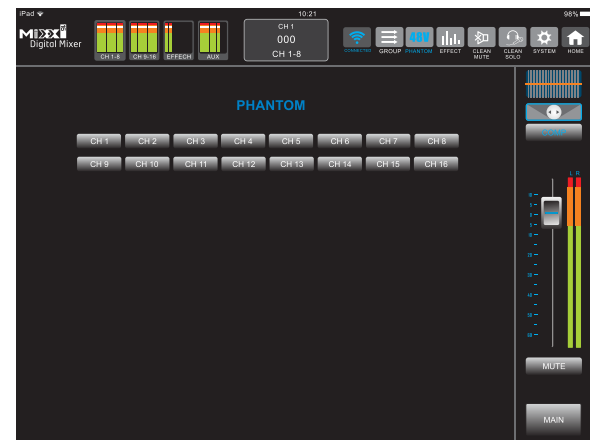 iPad 10:21 98%
MiXXi
Digital Mixer
CH 1-8 CH 9-16 EFFECH AUX
CH 1
000
CH 1-8
CONNECTED GROUP 48V PHANTOM EFFECT CLEAN MUTE CLEAN SOLO SYSTEM HOME
PHANTOM
CH 1 CH 2 CH 3 CH 4 CH 5 CH 6 CH 7 CH 8
CH 9 CH 10 CH 11 CH 12 CH 13 CH 14 CH 15 CH 16
L R
MUTE
MAIN